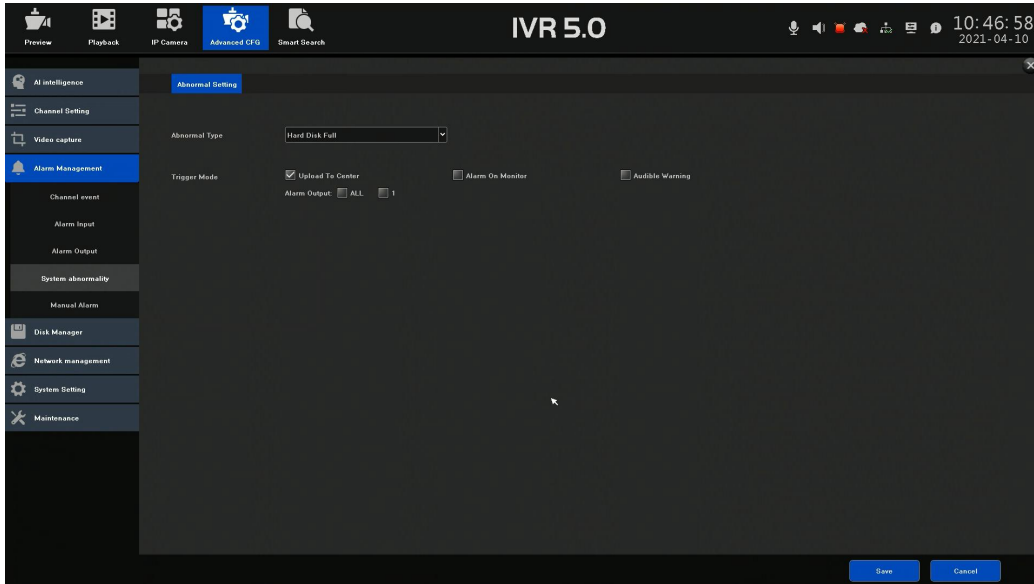 Preview Playback IP Camera Advanced CFG Smart Search
IVR 5.0
10:46:58
2021-04-10
AI intelligence
Channel Setting
Video capture
Alarm Management
Channel event
Alarm Input
Alarm Output
System abnormality
Manual Alarm
Disk Manager
Network management
System Setting
Maintenance
Abnormal Setting
Abnormal Type Hard Disk Full
Trigger Mode Upload To Center Alarm On Monitor Audible Warning
Alarm Output: ALL 1
Save Cancel